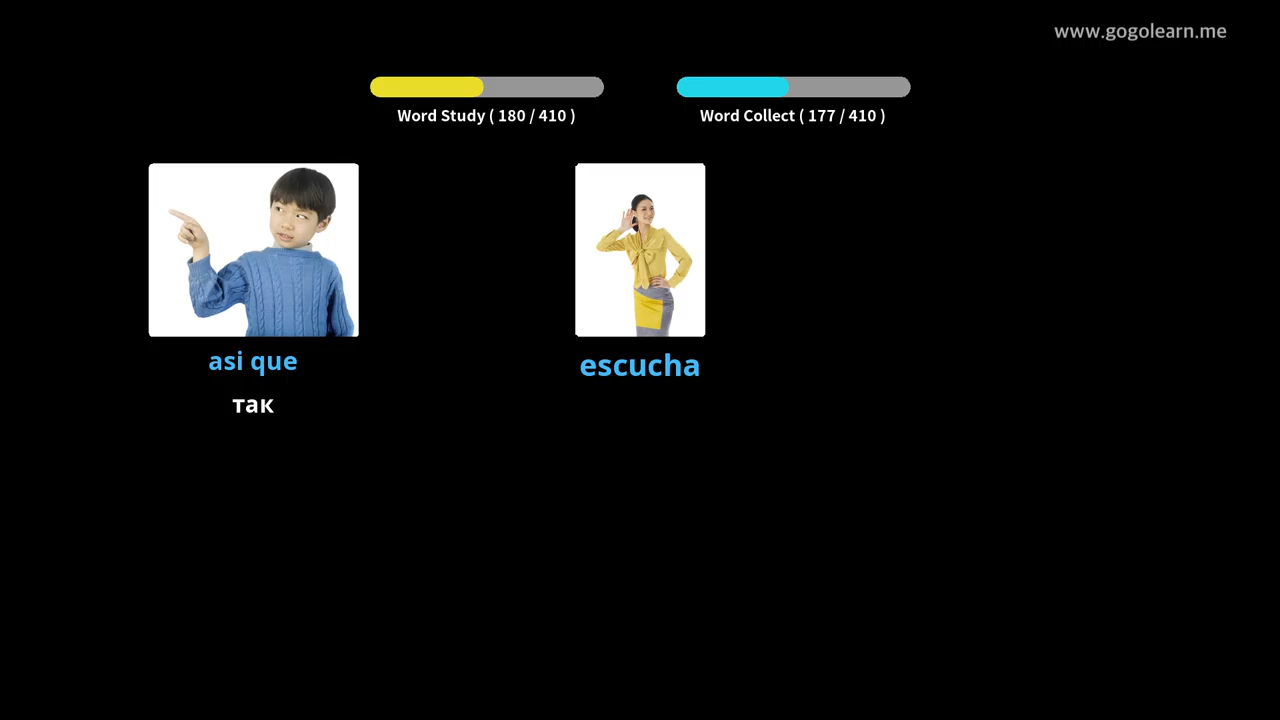 www.gogolearn.me
Word Study ( 180 / 410 )
Word Collect ( 177 / 410 )
asi que
так
escucha